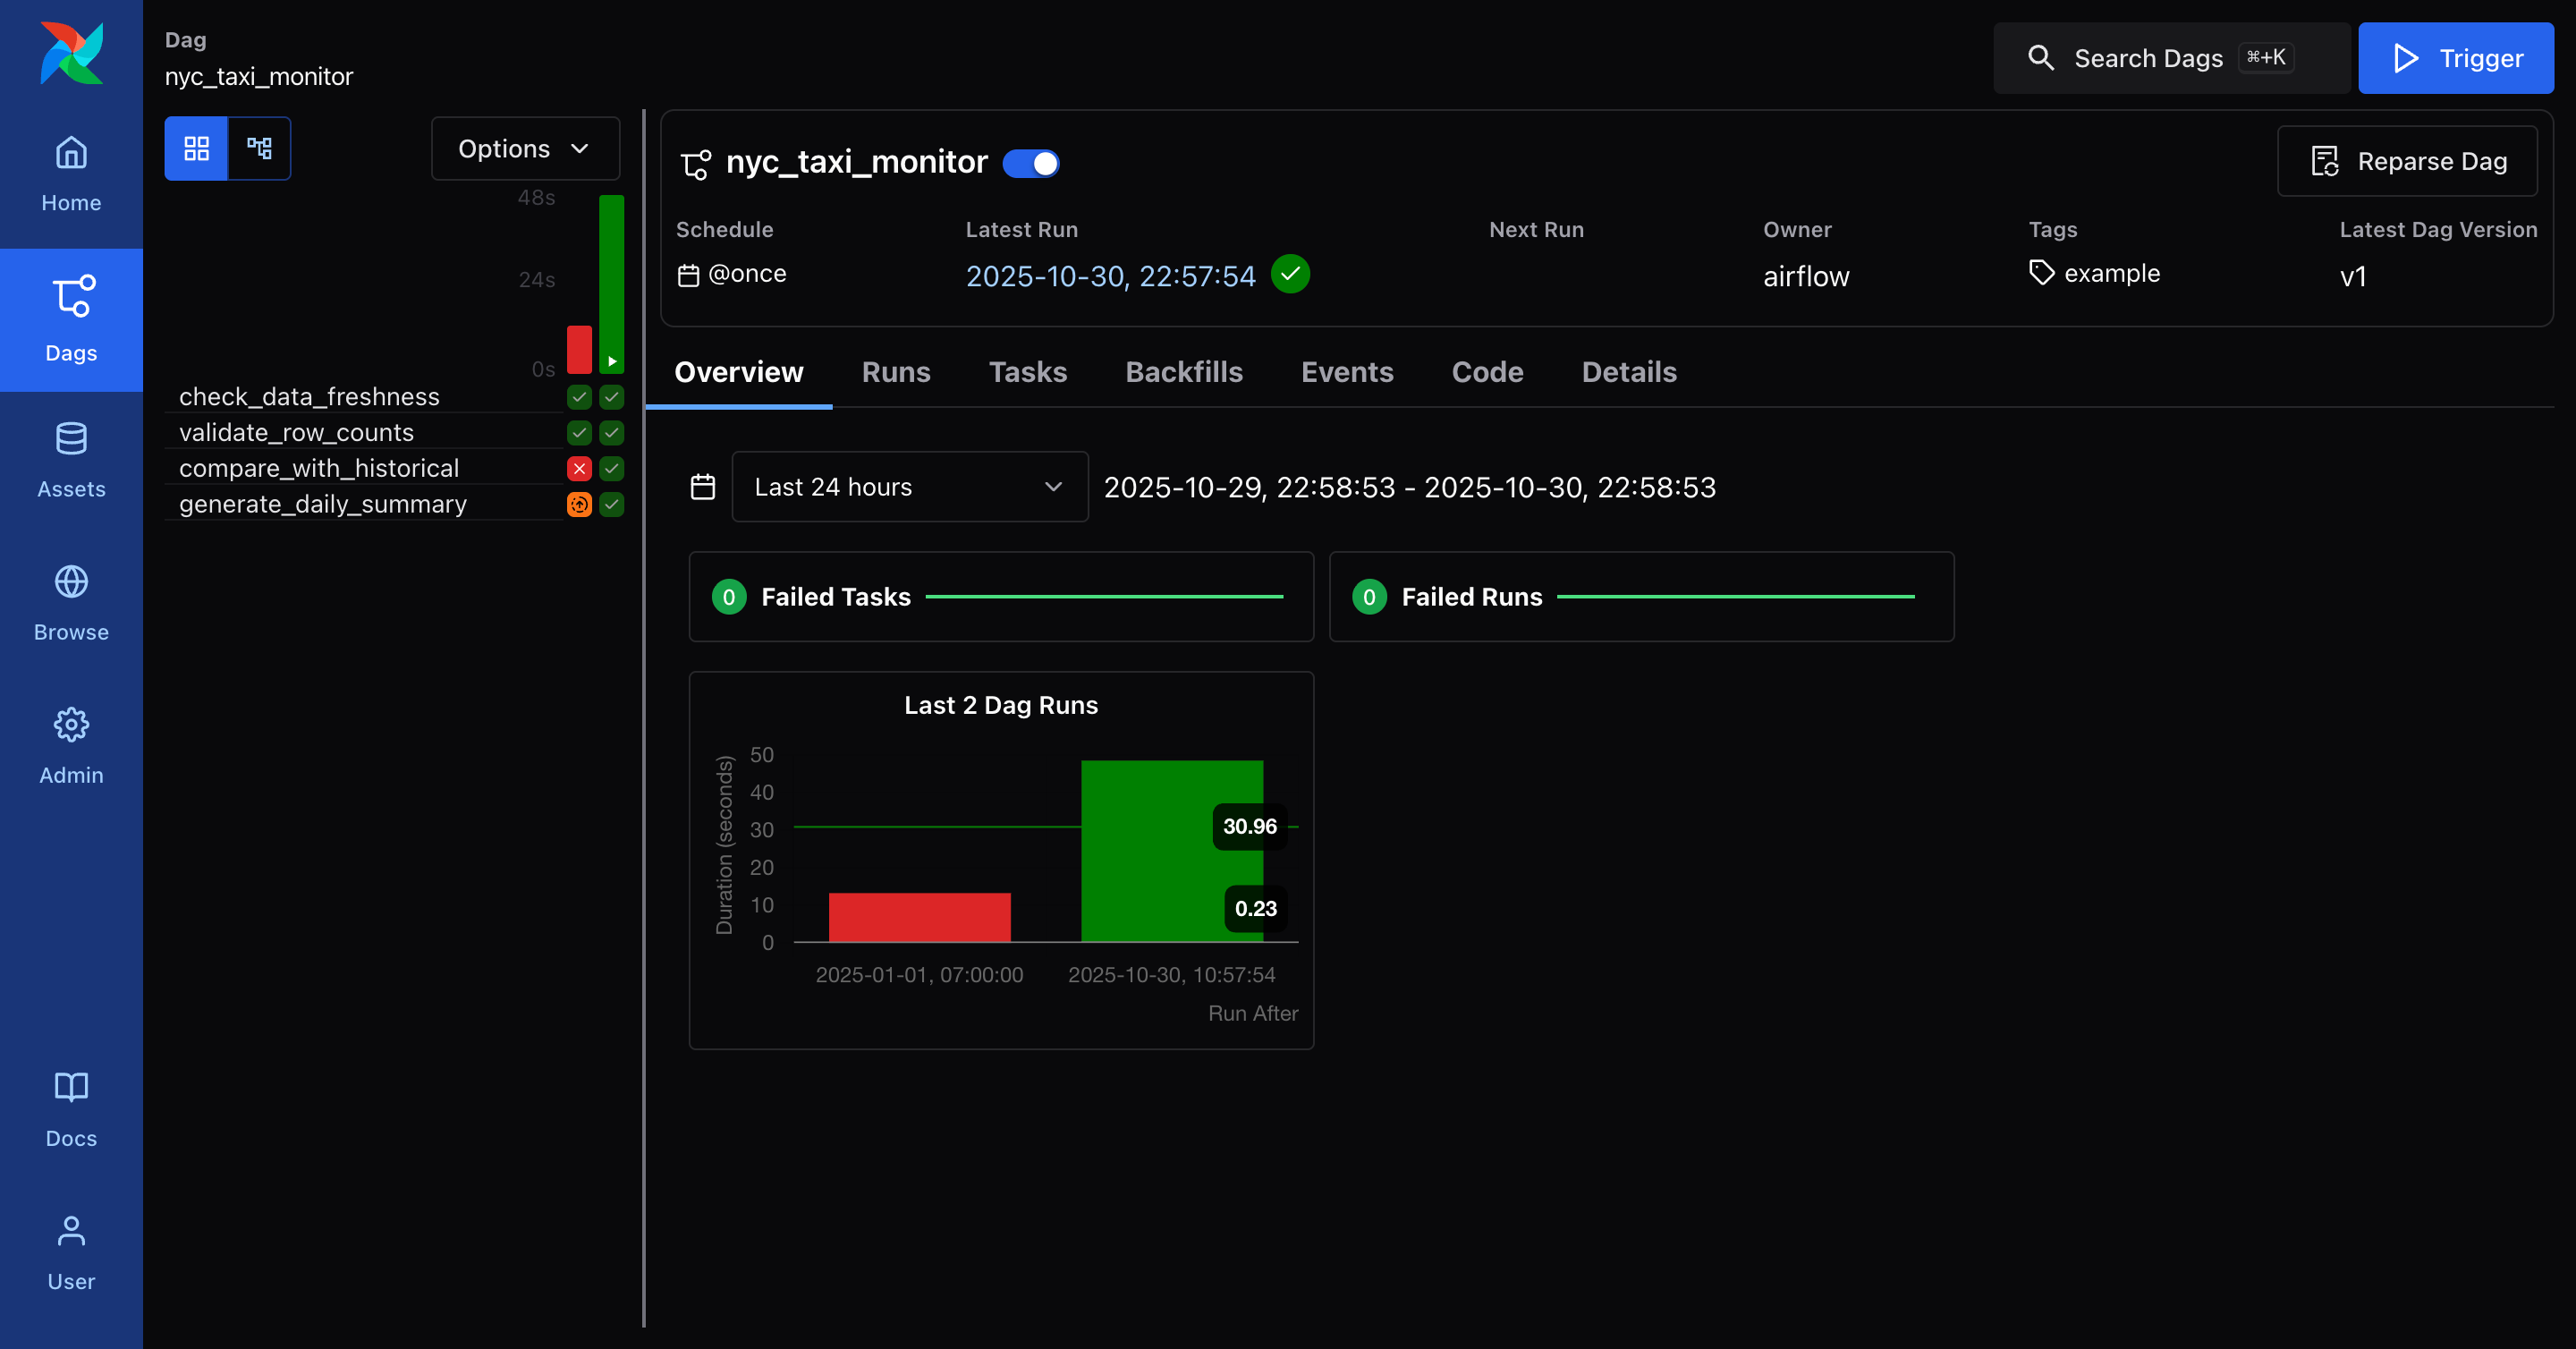 Dag
nyc_taxi_monitor
Search Dags ⌘+K
Trigger
Home
Dags
Assets
Browse
Admin
Docs
User
Options
48s
24s
0s
check_data_freshness
validate_row_counts
compare_with_historical
generate_daily_summary
nyc_taxi_monitor
Reparse Dag
Schedule
@once
Latest Run
2025-10-30, 22:57:54
Next Run
Owner
airflow
Tags
example
Latest Dag Version
v1
Overview Runs Tasks Backfills Events Code Details
Last 24 hours
2025-10-29, 22:58:53 - 2025-10-30, 22:58:53
0 Failed Tasks
0 Failed Runs
Last 2 Dag Runs
Duration (seconds)
50
40
30
20
10
0
30.96
0.23
2025-01-01, 07:00:00
2025-10-30, 10:57:54
Run After